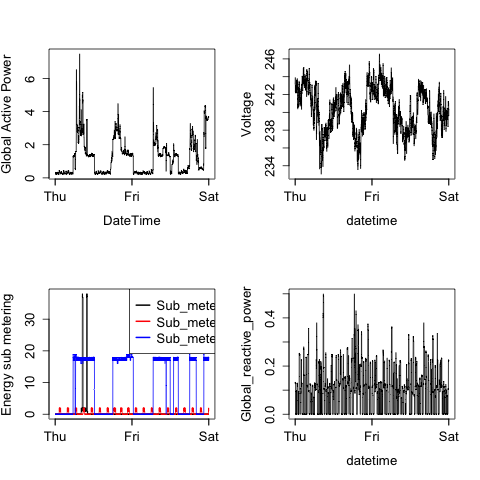 Global Active Power
0 2 4 6
Thu Fri Sat
DateTime
Voltage
234 238 242 246
Thu Fri Sat
datetime
Energy sub metering
0 10 20 30
Sub_mete
Sub_mete
Sub_mete
Thu Fri Sat
Global_reactive_power
0.0 0.2 0.4
Thu Fri Sat
datetime